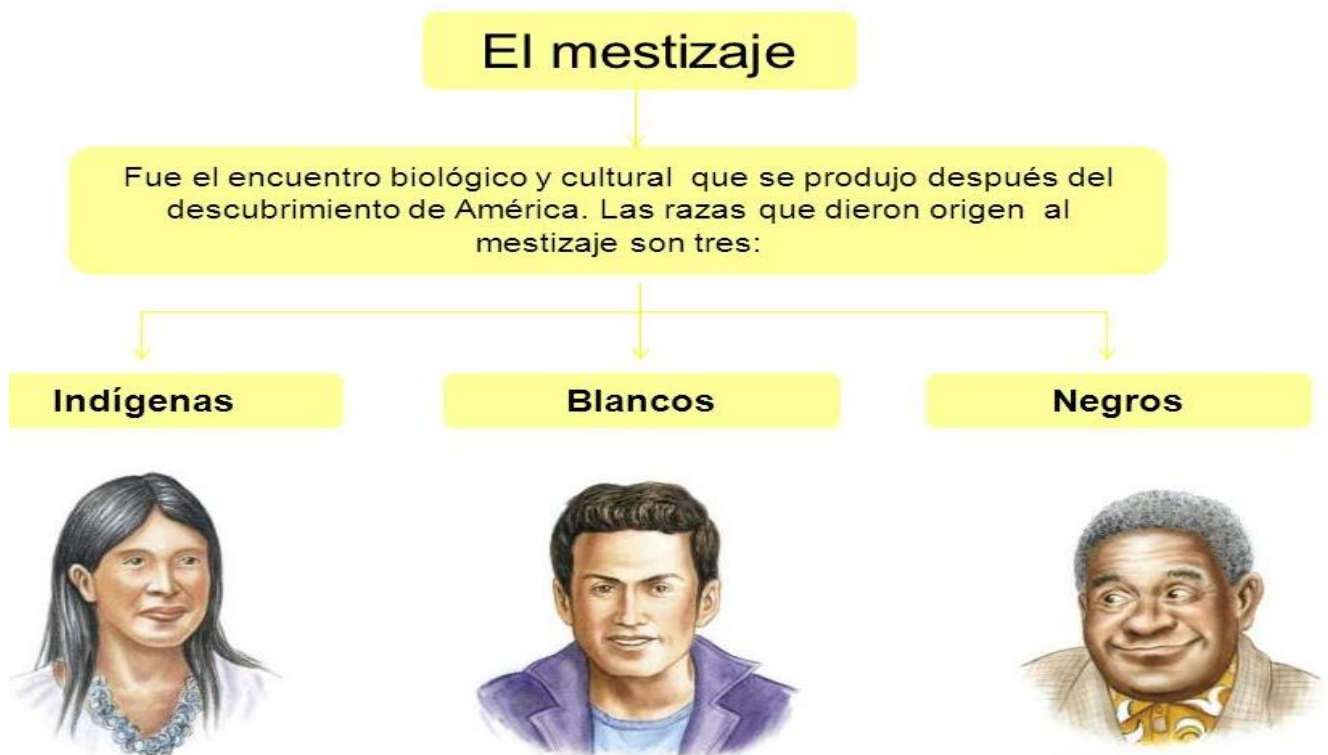 El mestizaje
Fue el encuentro biológico y cultural que se produjo después del
descubrimiento de América. Las razas que dieron origen al
mestizaje son tres:
Indígenas
Blancos
Negros